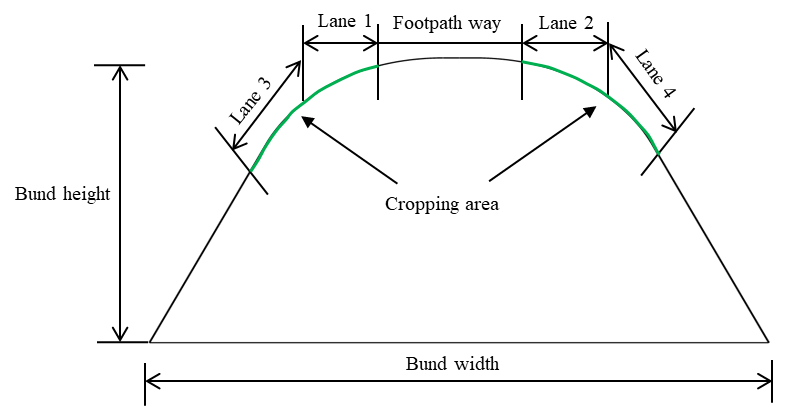 Lane 1
Footpath way
Lane 2
Lane 3
Lane 4
Bund height
Cropping area
Bund width